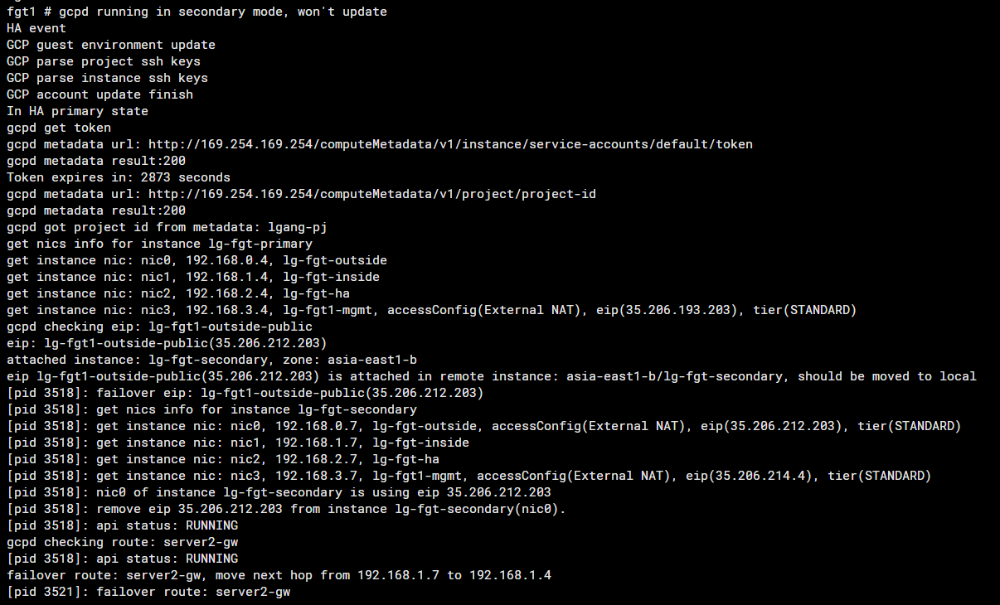 fgt1 # gcpd running in secondary mode, won't update
HA event
GCP guest environment update
GCP parse project ssh keys
GCP parse instance ssh keys
GCP account update finish
In HA primary state
gcpd get token
gcpd metadata url: http://169.254.169.254/computeMetadata/v1/instance/service-accounts/default/token
gcpd metadata result:200
Token expires in: 2873 seconds
gcpd metadata url: http://169.254.169.254/computeMetadata/v1/project/project-id
gcpd metadata result:200
gcpd got project id from metadata: lgang-pj
get nics info for instance lg-fgt-primary
get instance nic: nic0, 192.168.0.4, lg-fgt-outside
get instance nic: nic1, 192.168.1.4, lg-fgt-inside
get instance nic: nic2, 192.168.2.4, lg-fgt-ha
get instance nic: nic3, 192.168.3.4, lg-fgt1-mgmt, accessConfig(External NAT), eip(35.206.193.203), tier(STANDARD)
gcpd checking eip: lg-fgt1-outside-public
eip: lg-fgt1-outside-public(35.206.212.203)
attached instance: lg-fgt-secondary, zone: asia-east1-b
eip lg-fgt1-outside-public(35.206.212.203) is attached in remote instance: asia-east1-b/lg-fgt-secondary, should be moved to local
[pid 3518]: failover eip: lg-fgt1-outside-public(35.206.212.203)
[pid 3518]: get nics info for instance lg-fgt-secondary
[pid 3518]: get instance nic: nic0, 192.168.0.7, lg-fgt-outside, accessConfig(External NAT), eip(35.206.212.203), tier(STANDARD)
[pid 3518]: get instance nic: nic1, 192.168.1.7, lg-fgt-inside
[pid 3518]: get instance nic: nic2, 192.168.2.7, lg-fgt-ha
[pid 3518]: get instance nic: nic3, 192.168.3.7, lg-fgt1-mgmt, accessConfig(External NAT), eip(35.206.214.4), tier(STANDARD)
[pid 3518]: nic0 of instance lg-fgt-secondary is using eip 35.206.212.203
[pid 3518]: remove eip 35.206.212.203 from instance lg-fgt-secondary(nic0).
[pid 3518]: api status: RUNNING
gcpd checking route: server2-gw
[pid 3518]: api status: RUNNING
failover route: server2-gw, move next hop from 192.168.1.7 to 192.168.1.4
[pid 3521]: failover route: server2-gw